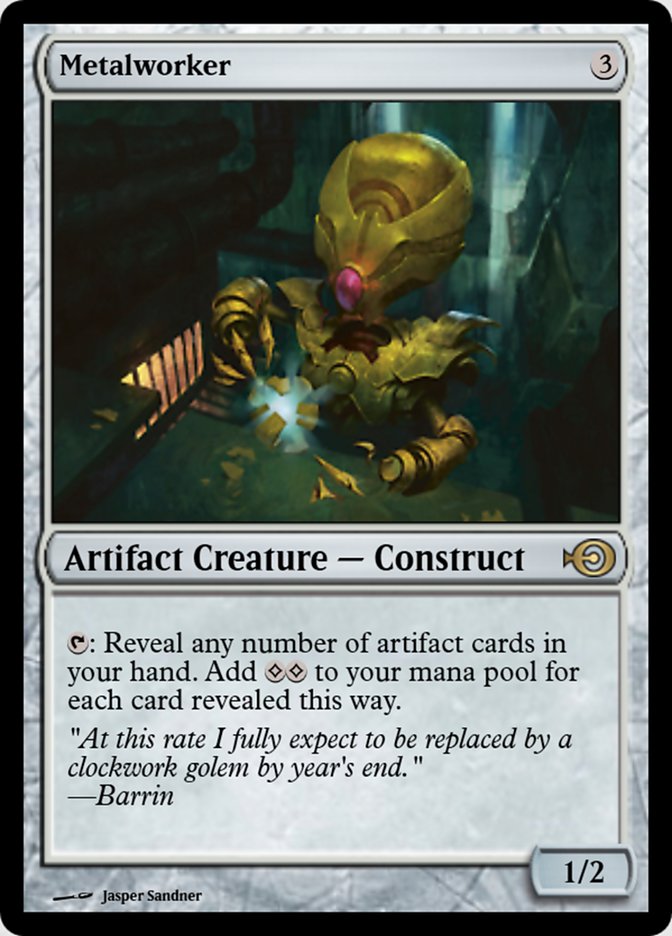 Metalworker 3
Artifact Creature — Construct
: Reveal any number of artifact cards in
your hand. Add to your mana pool for
each card revealed this way.
"At this rate I fully expect to be replaced by a
clockwork golem by year's end."
—Barrin
1/2
Jasper Sandner